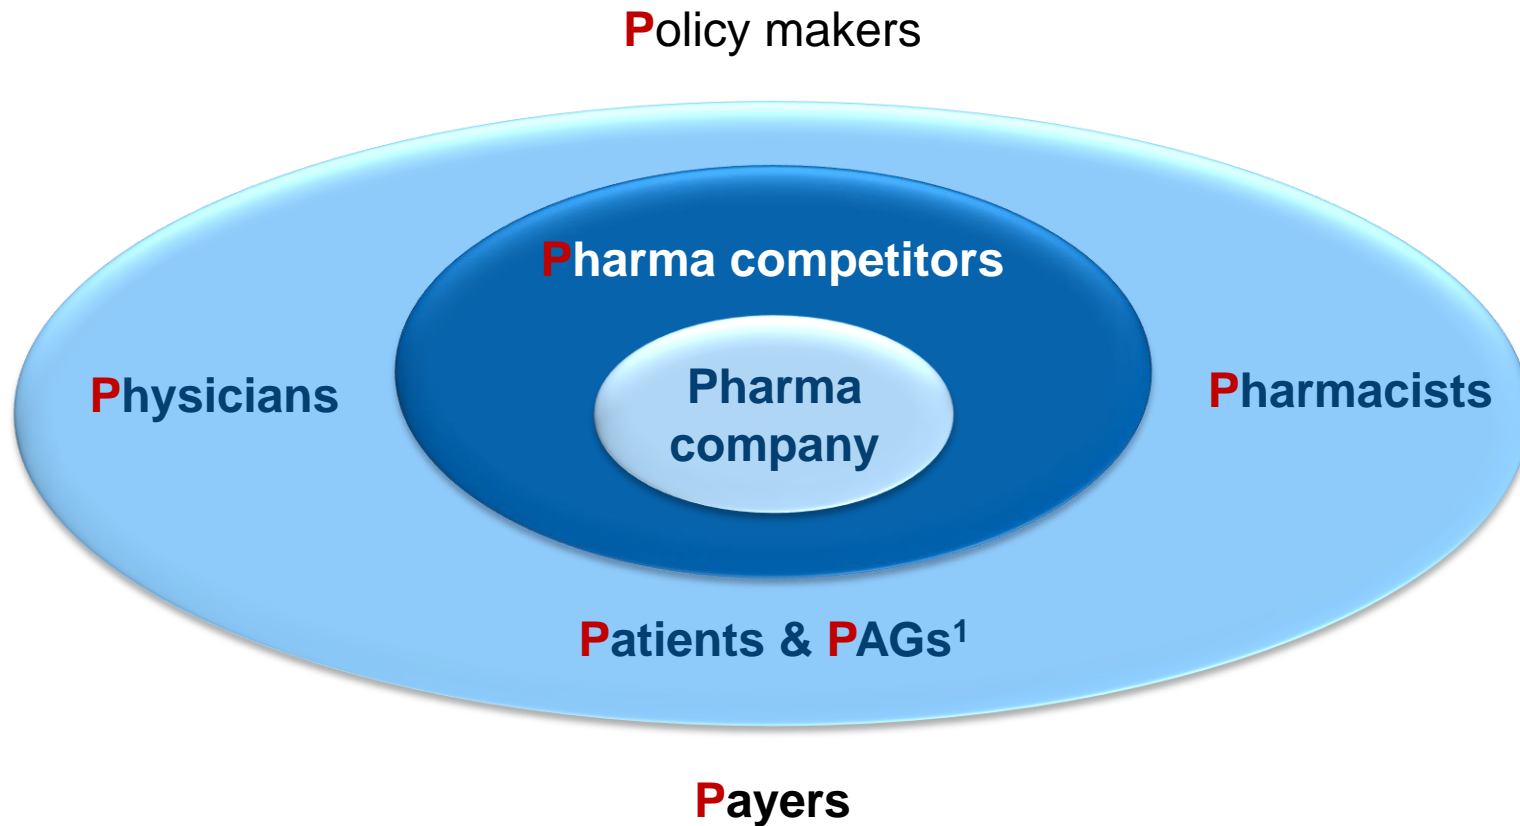 Policy makers
Pharma competitors
Physicians
Pharma
company
Pharmacists
Patients & PAGs¹
Payers